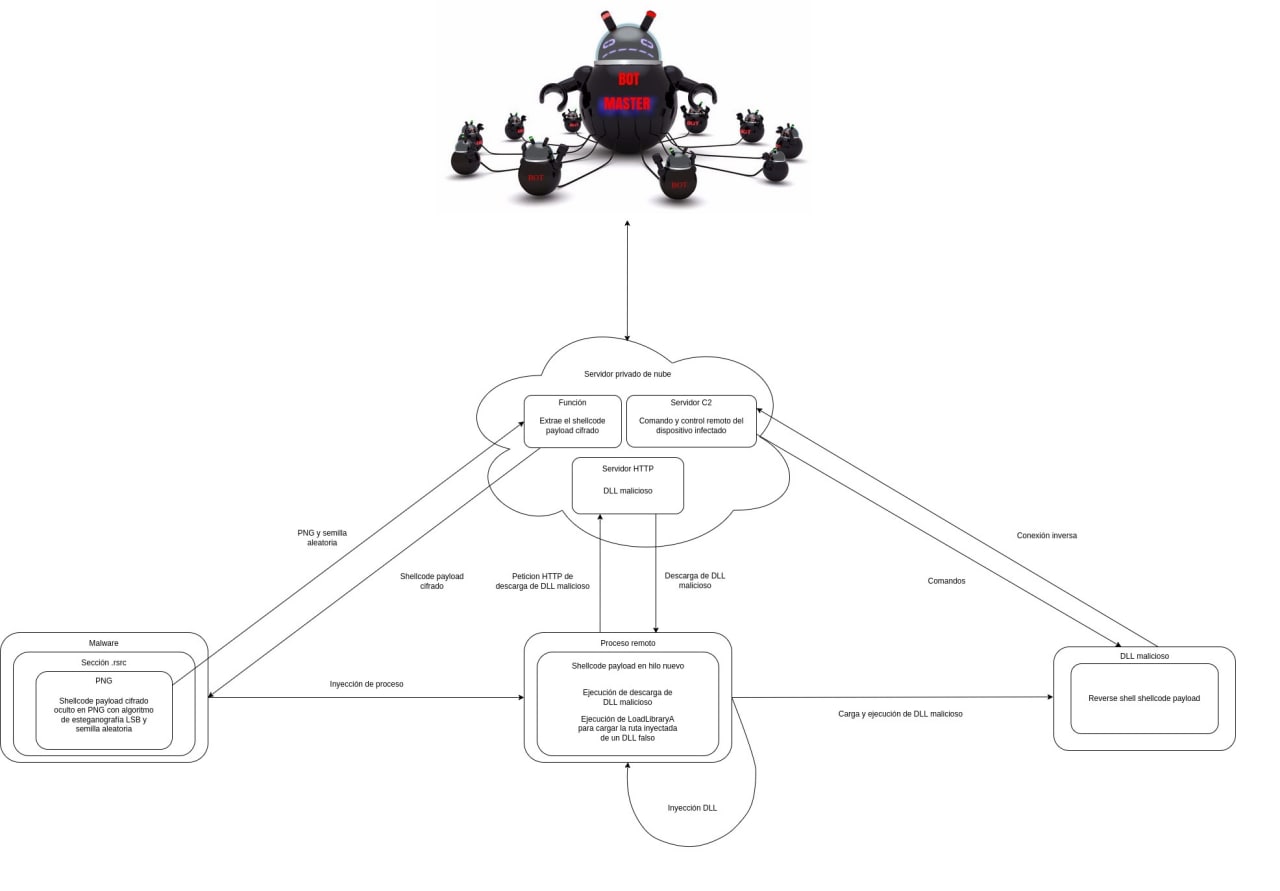 BOT
MASTER
BOT
BOT
BOT
BOT
Servidor privado de nube
Función
Extrae el shellcode
payload cifrado
Servidor C2
Comando y control remoto del
dispositivo infectado
Servidor HTTP
DLL malicioso
PNG y semilla
aleatoria
Shellcode payload
cifrado
Peticion HTTP de
descarga de DLL malicioso
Descarga de DLL
malicioso
Conexión inversa
Comandos
Malware
Sección .rsrc
PNG
Shellcode payload cifrado
oculto en PNG con algoritmo
de esteganografía LSB y
semilla aleatoria
Inyección de proceso
Proceso remoto
Shellcode payload en hilo nuevo
Ejecución de descarga de
DLL malicioso
Ejecución de LoadLibraryA
para cargar la ruta inyectada
de un DLL falso
Carga y ejecución de DLL malicioso
DLL malicioso
Reverse shell shellcode payload
Inyección DLL